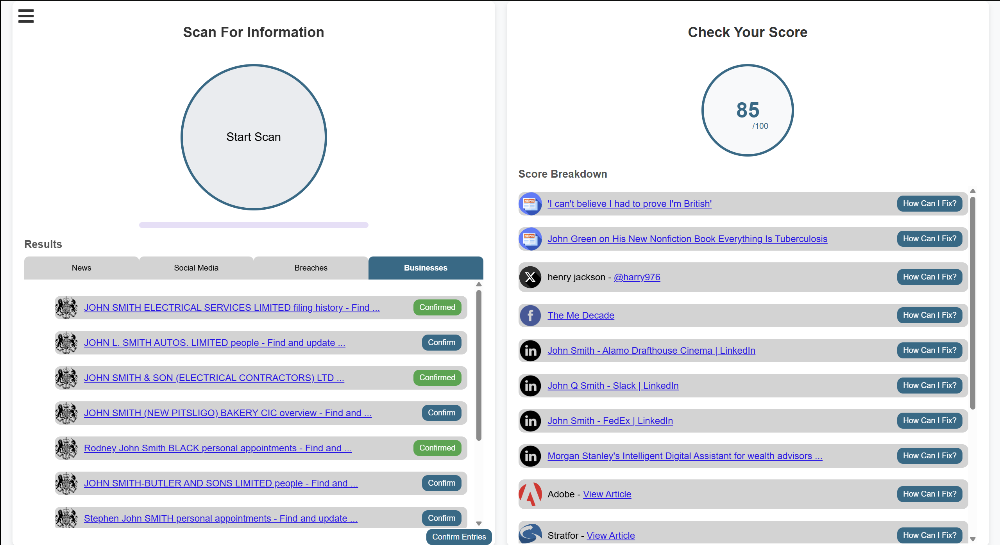 Scan For Information
Start Scan
Results
News
Social Media
Breaches
Businesses
JOHN SMITH ELECTRICAL SERVICES LIMITED filing history - Find ...
Confirmed
JOHN L. SMITH AUTOS. LIMITED people - Find and update ...
Confirm
JOHN SMITH & SON (ELECTRICAL CONTRACTORS) LTD ...
Confirmed
JOHN SMITH (NEW PITSLIGO) BAKERY CIC overview - Find and ...
Confirm
Rodney John Smith BLACK personal appointments - Find and ...
Confirmed
JOHN SMITH-BUTLER AND SONS LIMITED people - Find and ...
Confirm
Stephen John SMITH personal appointments - Find and update ...
Confirm
Confirm Entries
Check Your Score
85
/100
Score Breakdown
NEWS
'I can't believe I had to prove I'm British'
How Can I Fix?
NEWS
John Green on His New Nonfiction Book Everything Is Tuberculosis
How Can I Fix?
X
henry jackson - @harry976
How Can I Fix?
f
The Me Decade
How Can I Fix?
in
John Smith - Alamo Drafthouse Cinema | LinkedIn
How Can I Fix?
in
John Q Smith - Slack | LinkedIn
How Can I Fix?
in
John Smith - FedEx | LinkedIn
How Can I Fix?
in
Morgan Stanley's Intelligent Digital Assistant for wealth advisors ...
How Can I Fix?
Adobe - View Article
How Can I Fix?
Stratfor - View Article
How Can I Fix?